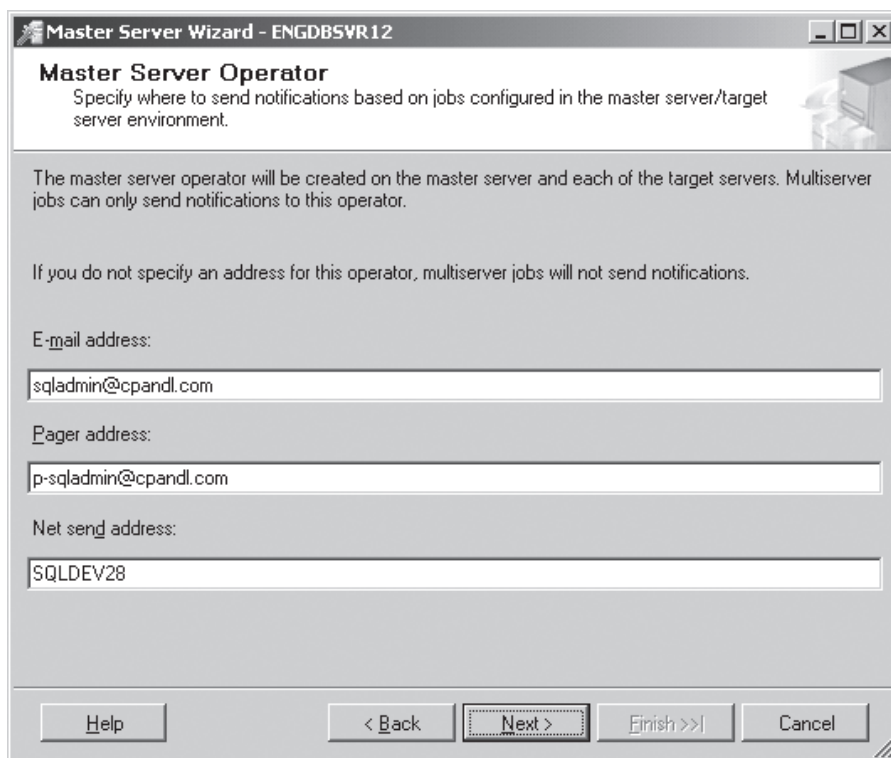 Master Server Wizard - ENGDBSVR12
Master Server Operator
Specify where to send notifications based on jobs configured in the master server/target
server environment.
The master server operator will be created on the master server and each of the target servers. Multiserver
jobs can only send notifications to this operator.
If you do not specify an address for this operator, multiserver jobs will not send notifications.
E-mail address:
sqladmin@cpandl.com
Pager address:
p-sqladmin@cpandl.com
Net send address:
SQLDEV28
Help
< Back
Next >
Finish >>|
Cancel